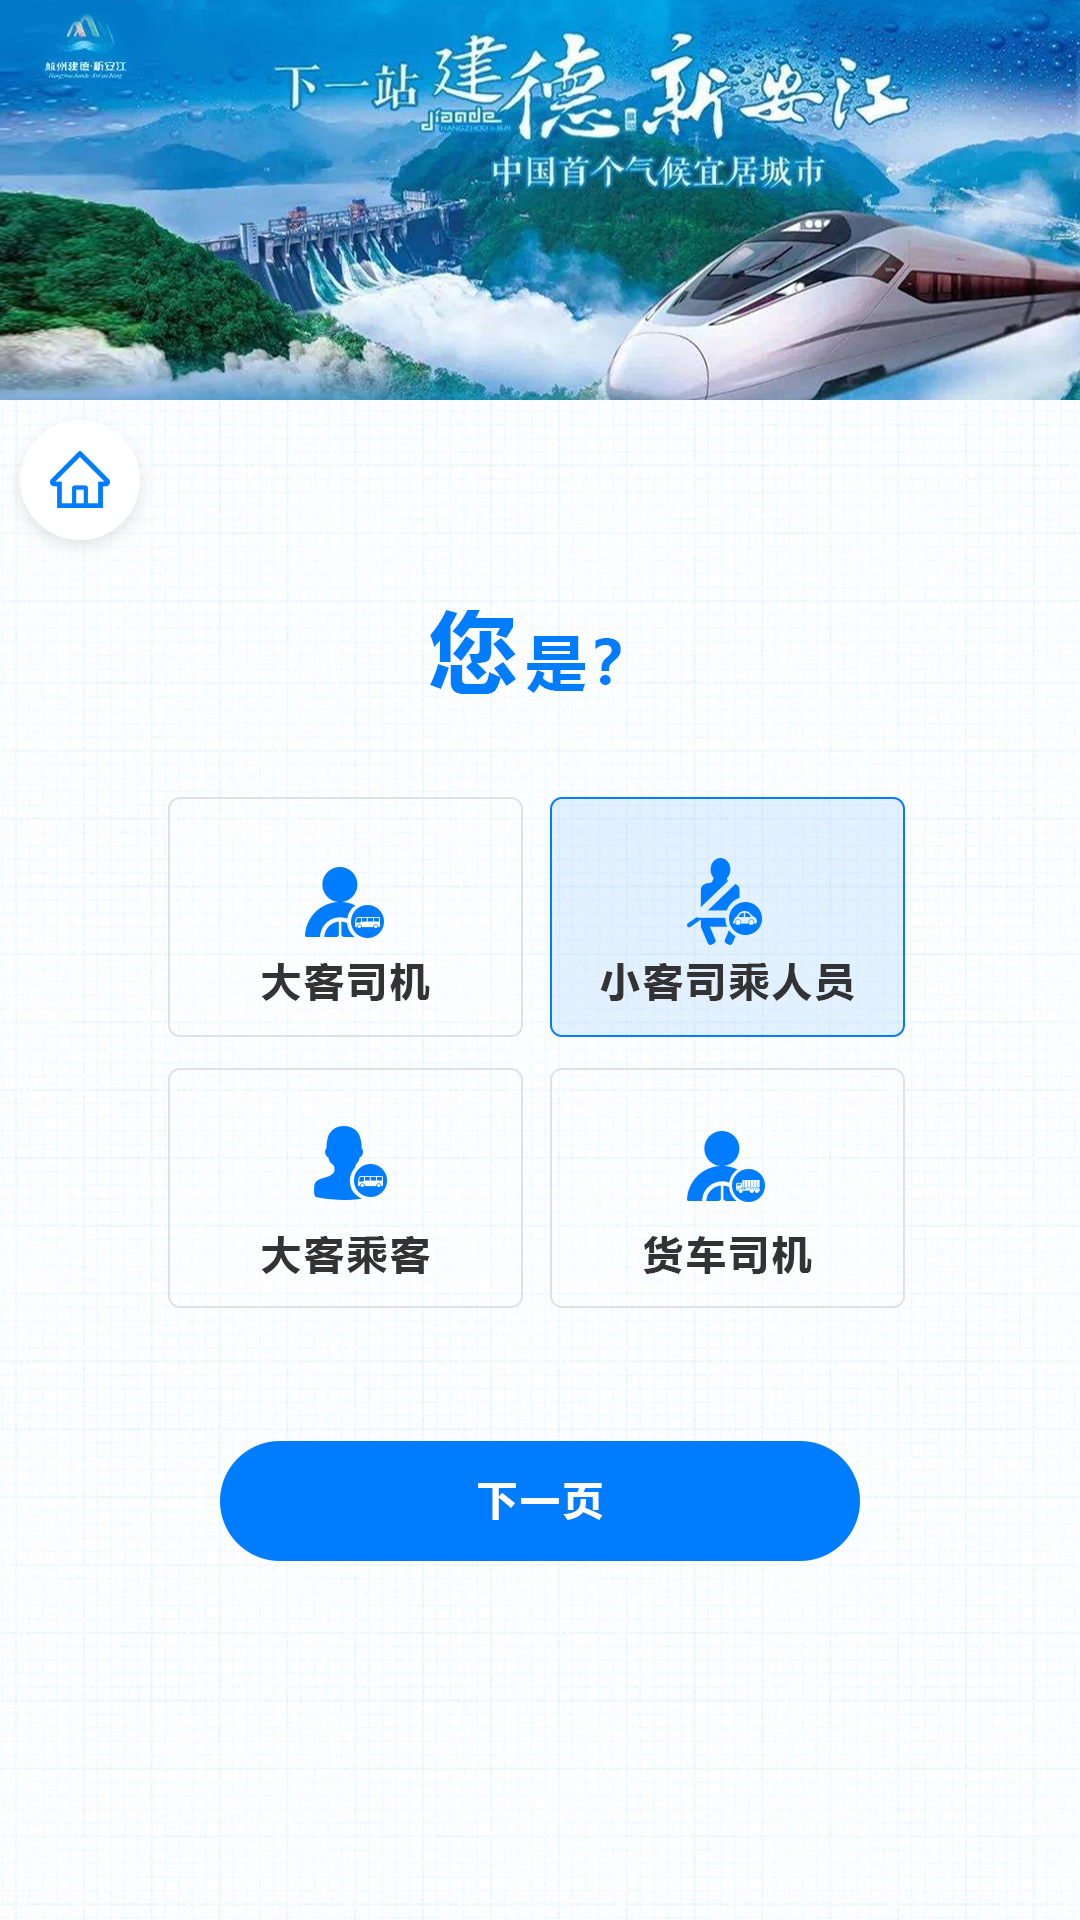 杭州建德·新安江
下一站 建德 新安江
jiande
HANGZHOU
中国首个气候宜居城市
您是?
大客司机
小客司乘人员
大客乘客
货车司机
下一页